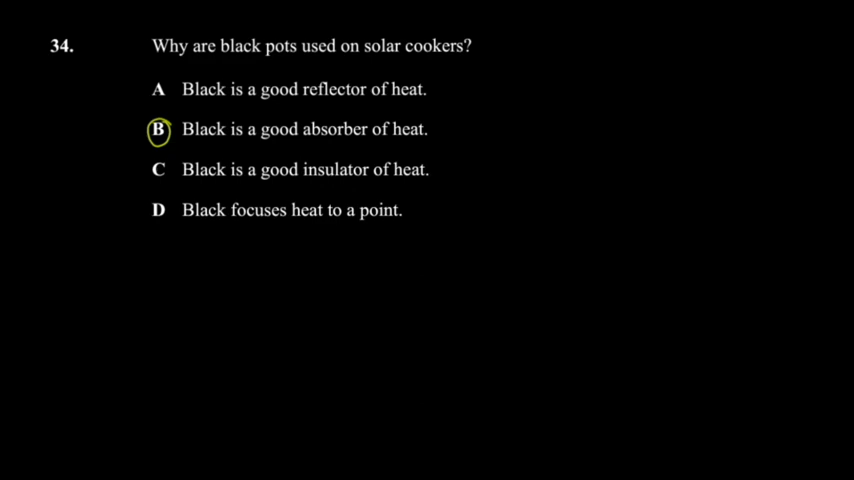 34. Why are black pots used on solar cookers?
A Black is a good reflector of heat.
B Black is a good absorber of heat.
C Black is a good insulator of heat.
D Black focuses heat to a point.